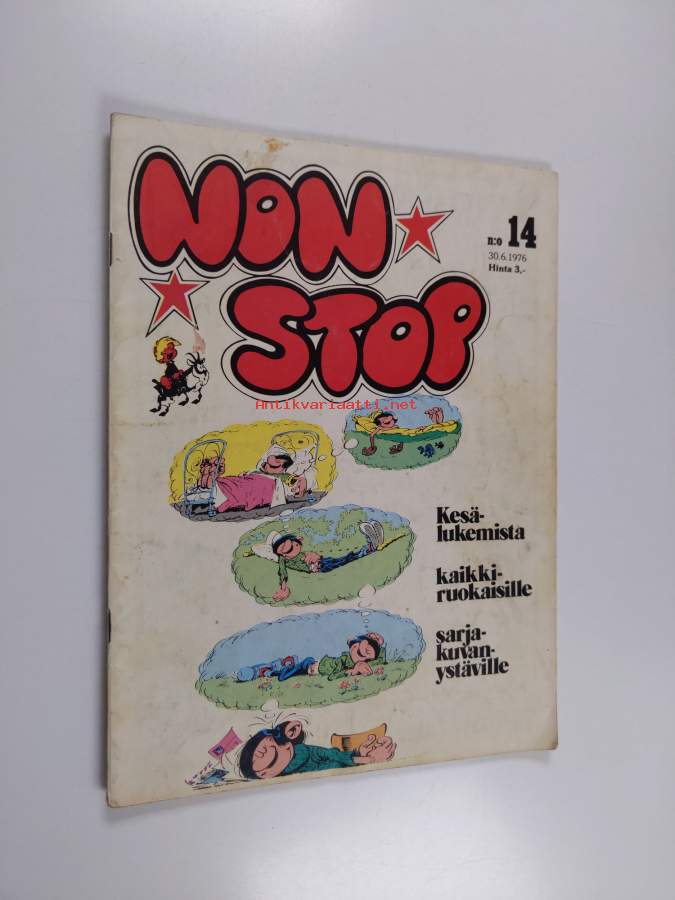 NON
STOP
n:o 14
30.6.1976
Hinta 3,-
Antikvariaatti.net
Kesä-
lukemista
kaikki-
ruokaisille
sarja-
kuvan-
ystäville